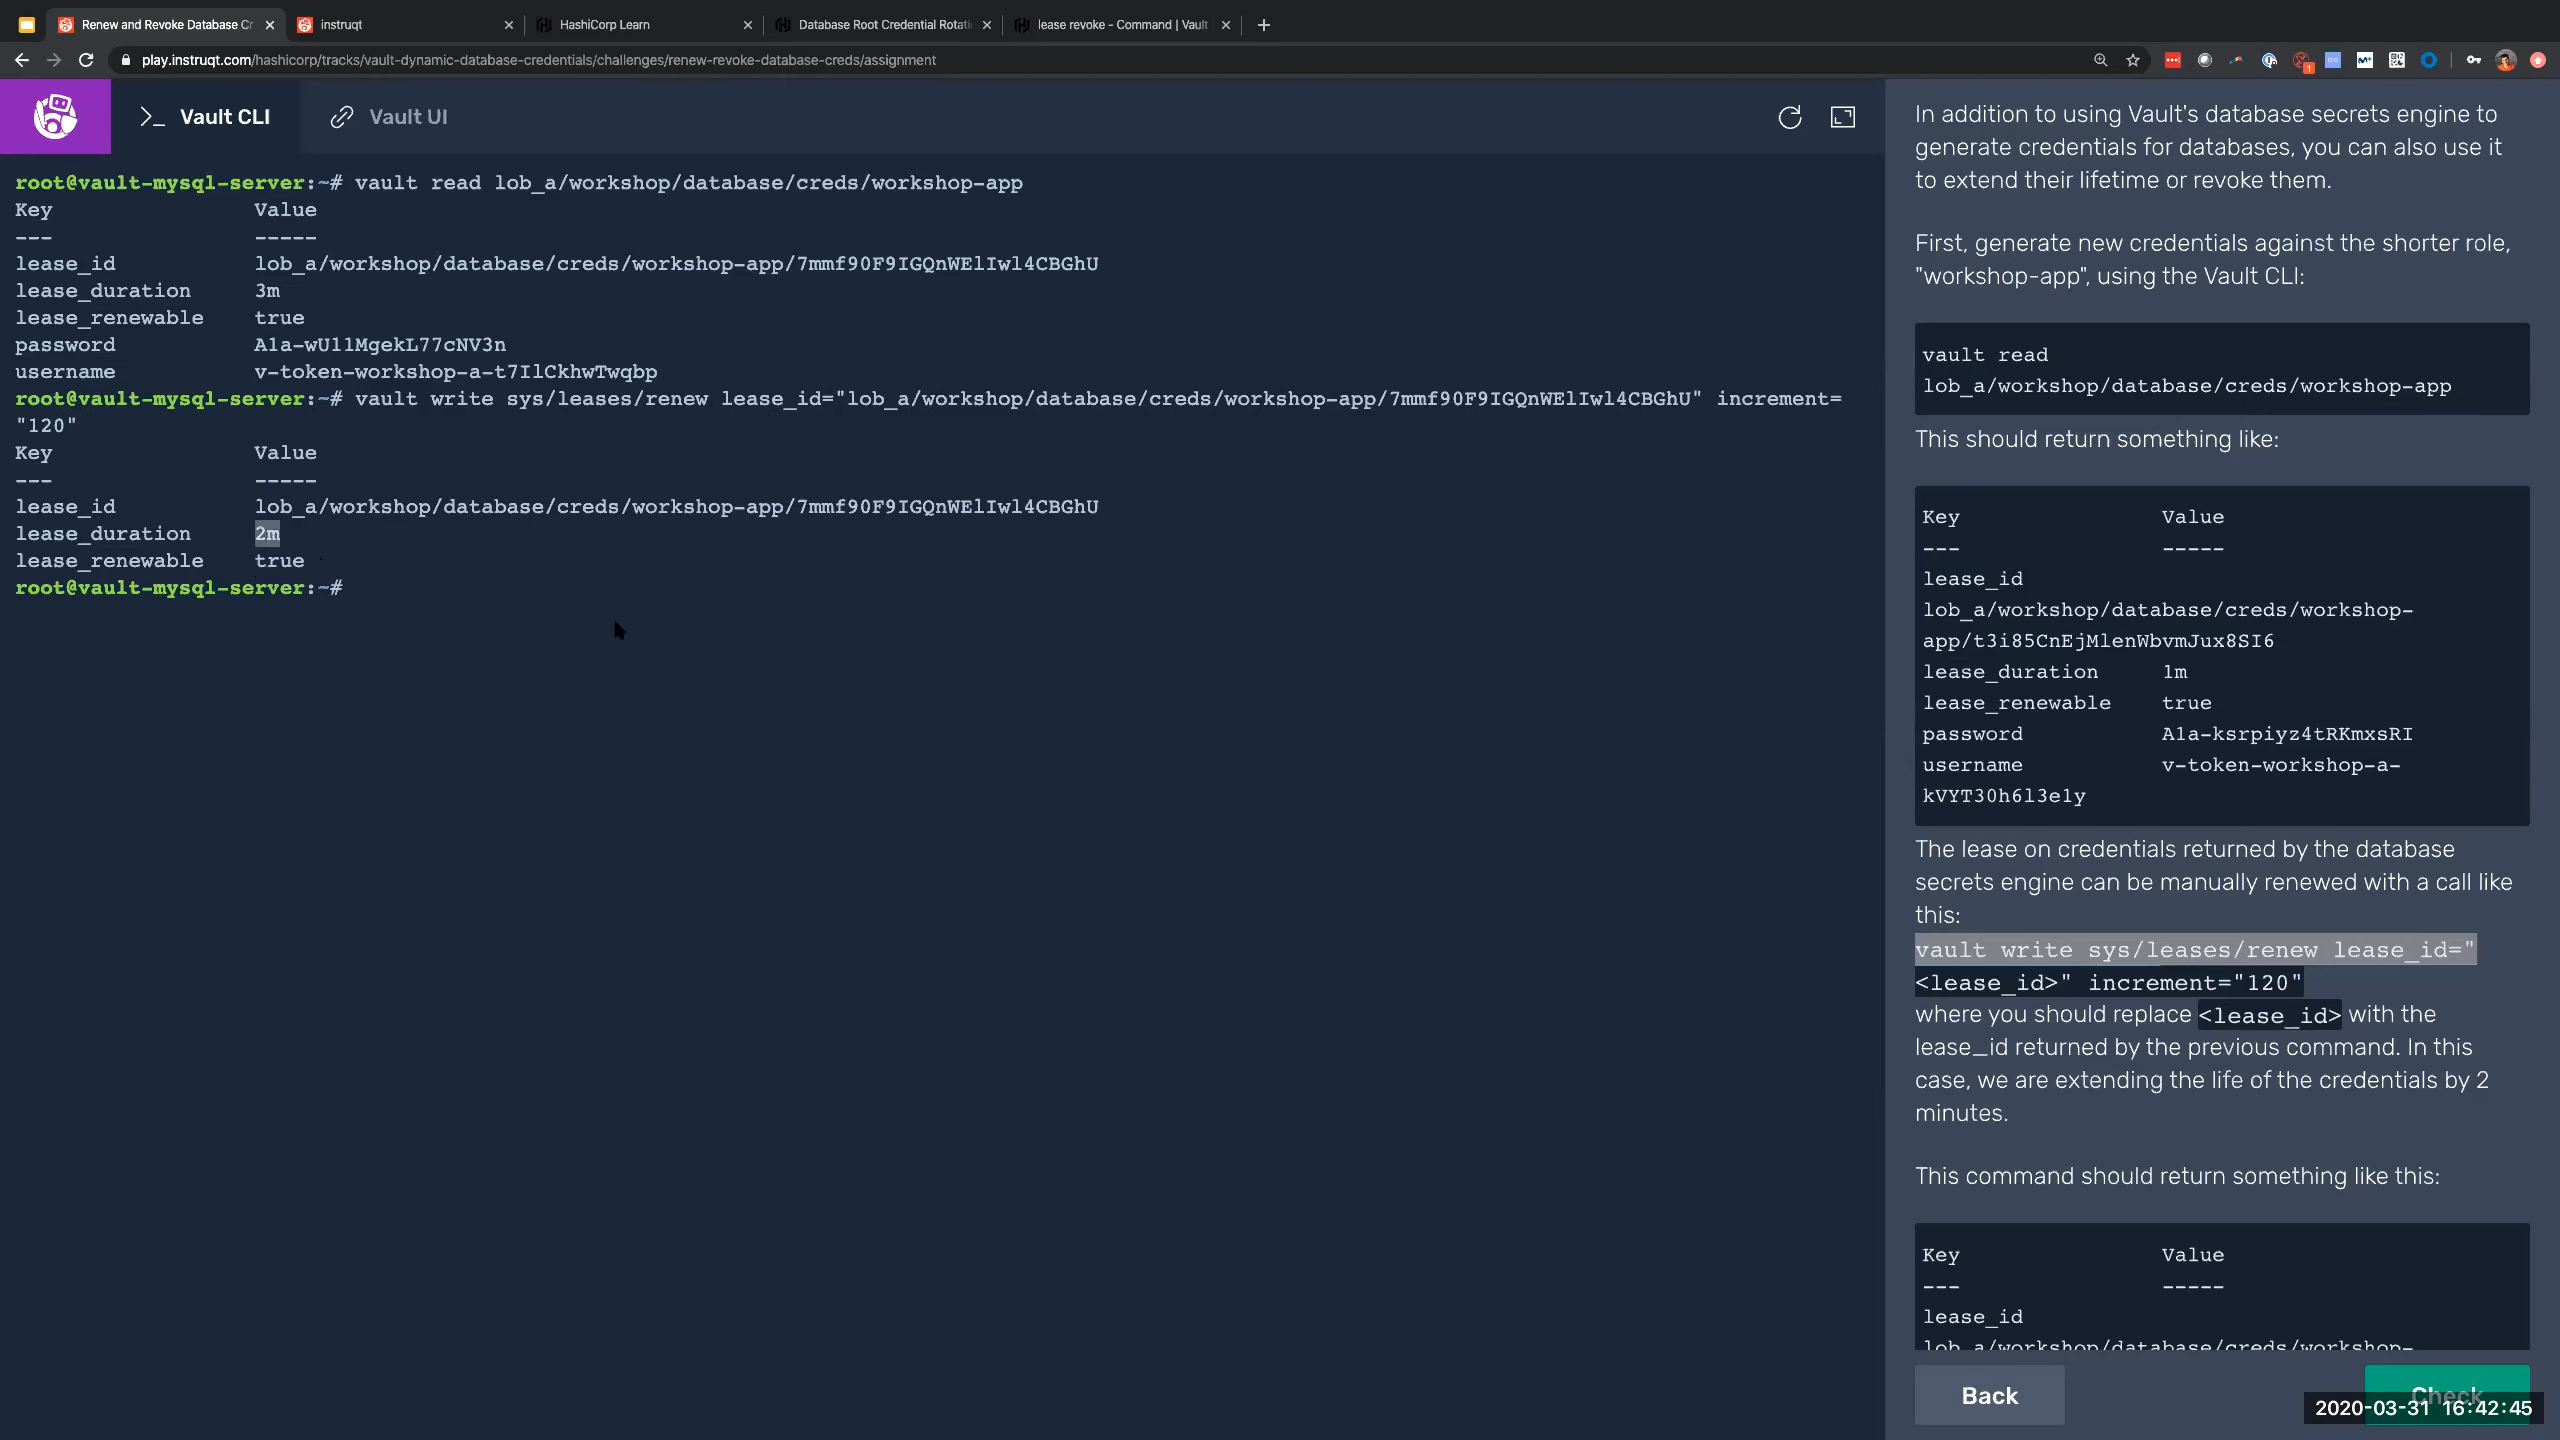 Renew and Revoke Database Cr
instruqt
HashiCorp Learn
Database Root Credential Rotati
lease revoke - Command | Vault
play.instruqt.com/hashicorp/tracks/vault-dynamic-database-credentials/challenges/renew-revoke-database-creds/assignment
Vault CLI
Vault UI
root@vault-mysql-server:~# vault read lob_a/workshop/database/creds/workshop-app
Key Value
--- -----
lease_id lob_a/workshop/database/creds/workshop-app/7mmf90F9IGQnWElIwl4CBGhU
lease_duration 3m
lease_renewable true
password A1a-wU11MgekL77cNV3n
username v-token-workshop-a-t7IlCkhwTwqbp
root@vault-mysql-server:~# vault write sys/leases/renew lease_id="lob_a/workshop/database/creds/workshop-app/7mmf90F9IGQnWElIwl4CBGhU" increment=
"120"
Key Value
--- -----
lease_id lob_a/workshop/database/creds/workshop-app/7mmf90F9IGQnWElIwl4CBGhU
lease_duration 2m
lease_renewable true
root@vault-mysql-server:~#
In addition to using Vault's database secrets engine to
generate credentials for databases, you can also use it
to extend their lifetime or revoke them.
First, generate new credentials against the shorter role,
"workshop-app", using the Vault CLI:
vault read
lob_a/workshop/database/creds/workshop-app
This should return something like:
Key Value
--- -----
lease_id
lob_a/workshop/database/creds/workshop-
app/t3i85CnEjMlenWbvmJux8SI6
lease_duration 1m
lease_renewable true
password A1a-ksrpiyz4tRKmxsRI
username v-token-workshop-a-
kVYT30h6l3e1y
The lease on credentials returned by the database
secrets engine can be manually renewed with a call like
this:
vault write sys/leases/renew lease_id="
<lease_id>" increment="120"
where you should replace <lease_id> with the
lease_id returned by the previous command. In this
case, we are extending the life of the credentials by 2
minutes.
This command should return something like this:
Key Value
--- -----
lease_id
lob_a/workshop/database/creds/workshop-
Back
Check
2020-03-31 16:42:45